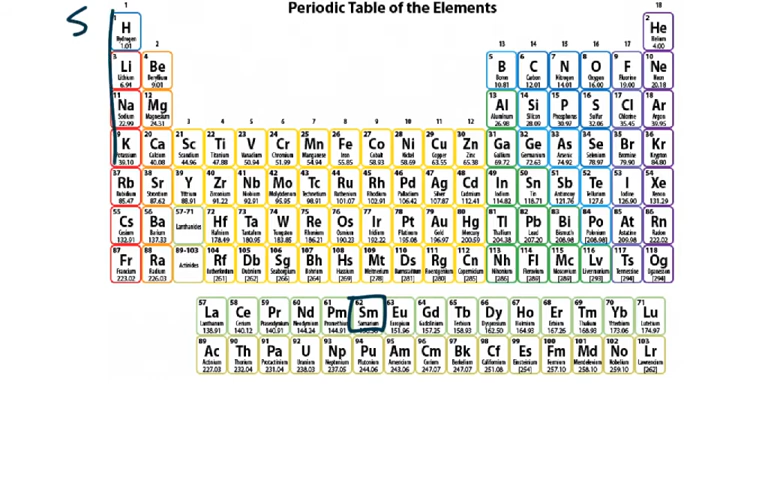 Periodic Table of the Elements
S
1 18
1 H Hydrogen 1.01 2 13 14 15 16 17 2 He Helium 4.00
3 Li Lithium 6.94 4 Be Beryllium 9.01 5 B Boron 10.81 6 C Carbon 12.01 7 N Nitrogen 14.01 8 O Oxygen 16.00 9 F Fluorine 19.00 10 Ne Neon 20.18
11 Na Sodium 22.99 12 Mg Magnesium 24.31 3 4 5 6 7 8 9 10 11 12 13 Al Aluminum 26.98 14 Si Silicon 28.09 15 P Phosphorus 30.97 16 S Sulfur 32.06 17 Cl Chlorine 35.45 18 Ar Argon 39.95
19 K Potassium 39.10 20 Ca Calcium 40.08 21 Sc Scandium 44.96 22 Ti Titanium 47.88 23 V Vanadium 50.94 24 Cr Chromium 51.99 25 Mn Manganese 54.94 26 Fe Iron 55.85 27 Co Cobalt 58.93 28 Ni Nickel 58.69 29 Cu Copper 63.55 30 Zn Zinc 65.38 31 Ga Gallium 69.72 32 Ge Germanium 72.63 33 As Arsenic 74.92 34 Se Selenium 78.97 35 Br Bromine 79.90 36 Kr Krypton 84.80
37 Rb Rubidium 85.47 38 Sr Strontium 87.62 39 Y Yttrium 88.91 40 Zr Zirconium 91.22 41 Nb Niobium 92.91 42 Mo Molybdenum 95.95 43 Tc Technetium 98.91 44 Ru Ruthenium 101.07 45 Rh Rhodium 102.91 46 Pd Palladium 106.42 47 Ag Silver 107.87 48 Cd Cadmium 112.41 49 In Indium 114.82 50 Sn Tin 118.71 51 Sb Antimony 121.76 52 Te Tellurium 127.6 53 I Iodine 126.90 54 Xe Xenon 131.29
55 Cs Cesium 132.91 56 Ba Barium 137.33 57-71 Lanthanides 72 Hf Hafnium 178.49 73 Ta Tantalum 180.95 74 W Tungsten 183.85 75 Re Rhenium 186.21 76 Os Osmium 190.23 77 Ir Iridium 192.22 78 Pt Platinum 195.08 79 Au Gold 196.97 80 Hg Mercury 200.59 81 Tl Thallium 204.38 82 Pb Lead 207.20 83 Bi Bismuth 208.98 84 Po Polonium [208.98] 85 At Astatine 209.98 86 Rn Radon 222.02
87 Fr Francium 223.02 88 Ra Radium 226.03 89-103 Actinides 104 Rf Rutherfordium [261] 105 Db Dubnium [262] 106 Sg Seaborgium [266] 107 Bh Bohrium [264] 108 Hs Hassium [269] 109 Mt Meitnerium [278] 110 Ds Darmstadtium [281] 111 Rg Roentgenium [280] 112 Cn Copernicium [285] 113 Nh Nihonium [286] 114 Fl Flerovium [289] 115 Mc Moscovium [289] 116 Lv Livermorium [293] 117 Ts Tennessine [294] 118 Og Oganesson [294]
57 La Lanthanum 138.91 58 Ce Cerium 140.12 59 Pr Praseodymium 140.91 60 Nd Neodymium 144.24 61 Pm Promethium 144.91 62 Sm Samarium 63 Eu Europium 151.96 64 Gd Gadolinium 157.25 65 Tb Terbium 158.93 66 Dy Dysprosium 162.50 67 Ho Holmium 164.93 68 Er Erbium 167.26 69 Tm Thulium 168.93 70 Yb Ytterbium 173.06 71 Lu Lutetium 174.97
89 Ac Actinium 227.03 90 Th Thorium 232.04 91 Pa Protactinium 231.04 92 U Uranium 238.03 93 Np Neptunium 237.05 94 Pu Plutonium 244.06 95 Am Americium 243.06 96 Cm Curium 247.07 97 Bk Berkelium 247.07 98 Cf Californium 251.08 99 Es Einsteinium [254] 100 Fm Fermium 257.10 101 Md Mendelevium 258.10 102 No Nobelium 259.10 103 Lr Lawrencium [262]